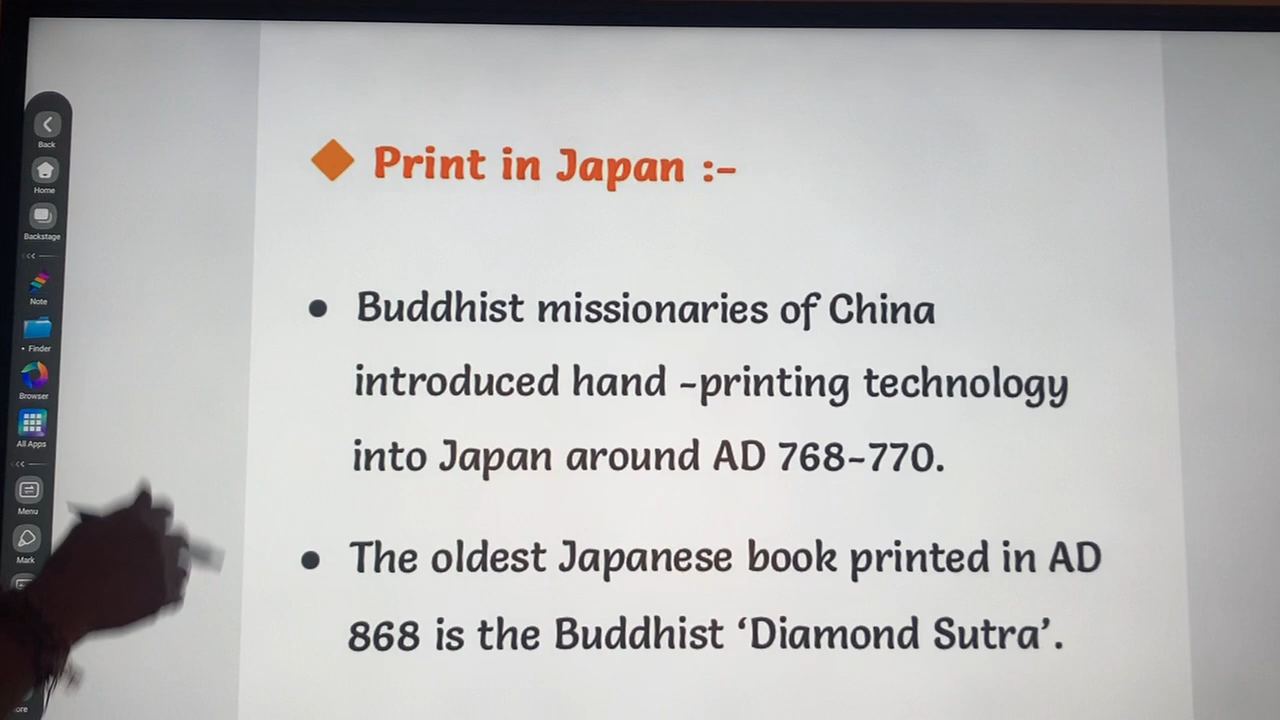 Back
Home
Backstage
Note
Finder
Browser
All Apps
Menu
Mark
Print in Japan :-
• Buddhist missionaries of China
introduced hand -printing technology
into Japan around AD 768-770.
• The oldest Japanese book printed in AD
868 is the Buddhist ‘Diamond Sutra’.